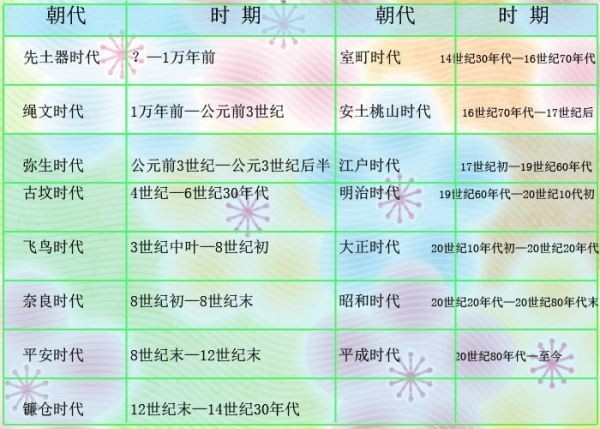 朝代 时 期 朝代 时 期
先土器时代 ？—1万年前 室町时代 14世纪30年代—16世纪70年代
绳文时代 1万年前—公元前3世纪 安土桃山时代 16世纪70年代—17世纪后
弥生时代 公元前3世纪—公元3世纪后半 江户时代 17世纪初—19世纪60年代
古坟时代 4世纪—6世纪30年代 明治时代 19世纪60年代—20世纪10代初
飞鸟时代 3世纪中叶—8世纪初 大正时代 20世纪10年代初—20世纪20年代
奈良时代 8世纪初—8世纪末 昭和时代 20世纪20年代—20世纪80年代末
平安时代 8世纪末—12世纪末 平成时代 20世纪80年代—至今
镰仓时代 12世纪末—14世纪30年代